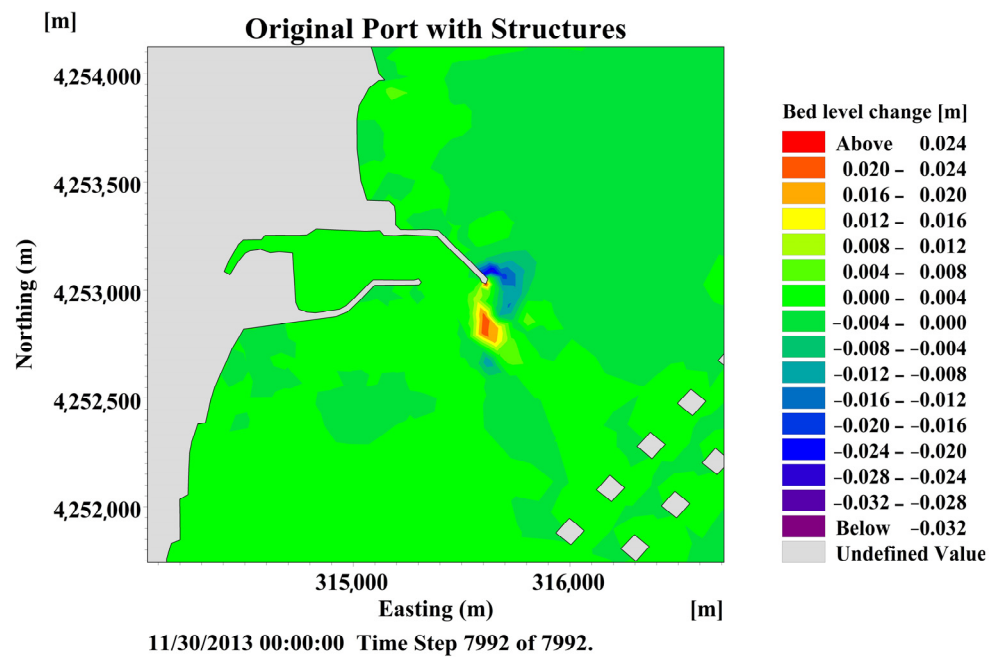 [m]
Original Port with Structures
4,254,000
4,253,500
4,253,000
4,252,500
4,252,000
Northing (m)
315,000 316,000
Easting (m) [m]
11/30/2013 00:00:00 Time Step 7992 of 7992.
Bed level change [m]
Above 0.024
0.020 – 0.024
0.016 – 0.020
0.012 – 0.016
0.008 – 0.012
0.004 – 0.008
0.000 – 0.004
−0.004 – 0.000
−0.008 – −0.004
−0.012 – −0.008
−0.016 – −0.012
−0.020 – −0.016
−0.024 – −0.020
−0.028 – −0.024
−0.032 – −0.028
Below −0.032
Undefined Value